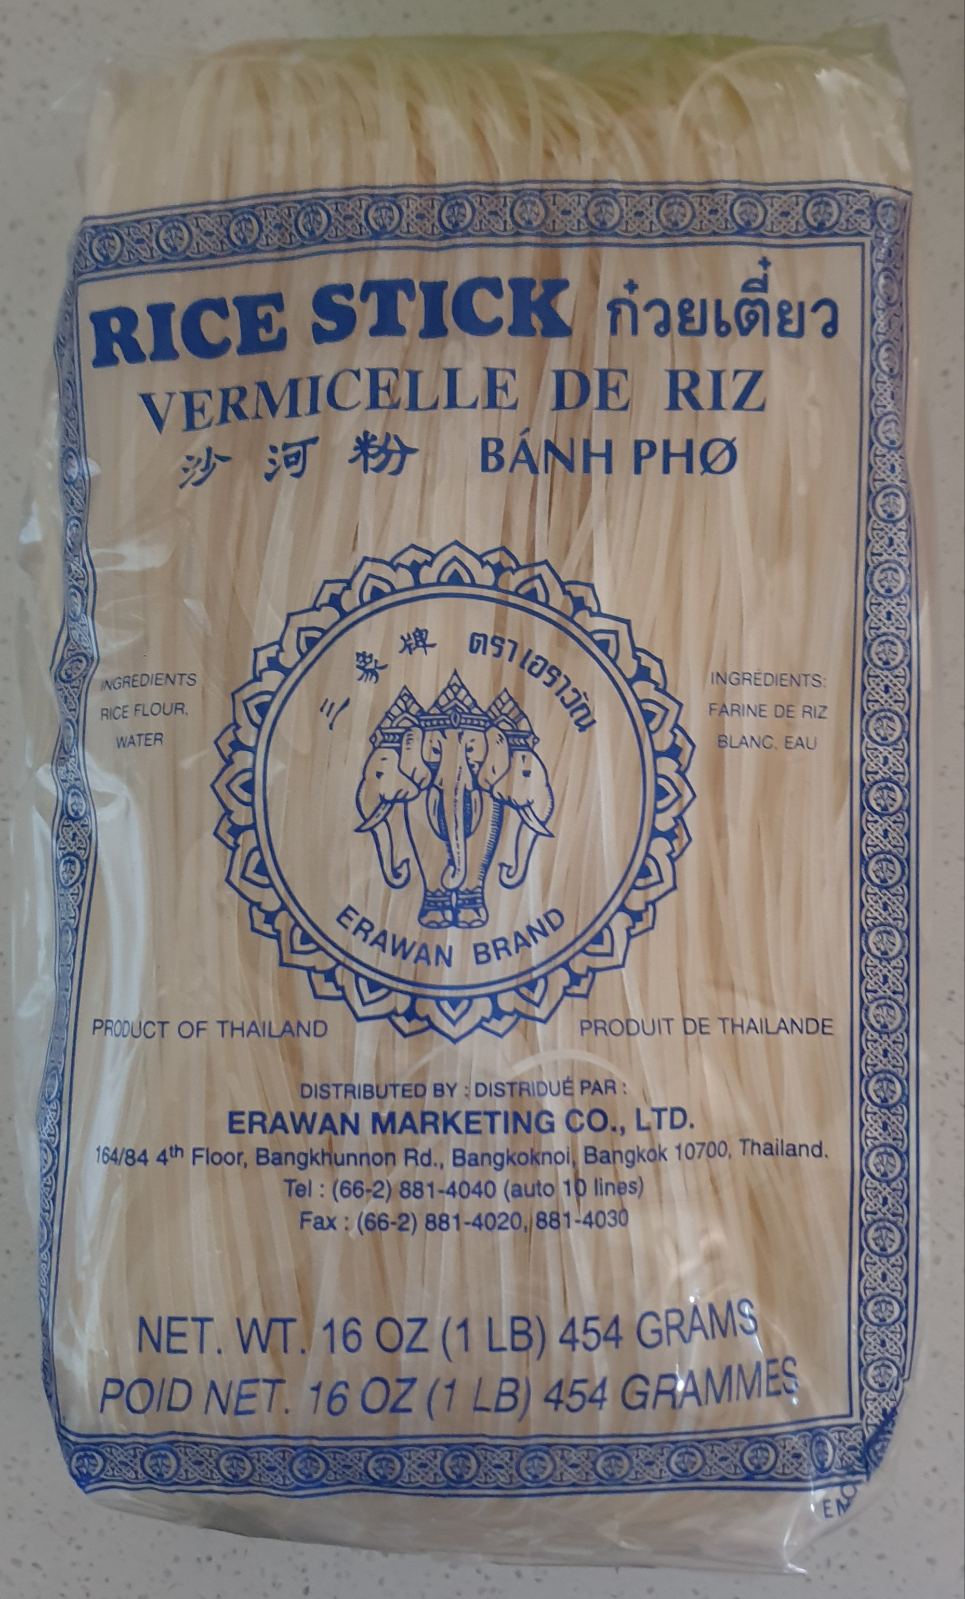 RICE STICK ก๋วยเตี๋ยว
VERMICELLE DE RIZ
沙河粉 BÁNH PHØ
三象牌 ตราเอราวัณ
INGREDIENTS
RICE FLOUR,
WATER
INGRÉDIENTS:
FARINE DE RIZ
BLANC, EAU
ERAWAN BRAND
PRODUCT OF THAILAND
PRODUIT DE THAILANDE
DISTRIBUTED BY : DISTRIDUÉ PAR :
ERAWAN MARKETING CO., LTD.
164/84 4th Floor, Bangkhunnon Rd., Bangkoknoi, Bangkok 10700, Thailand.
Tel : (66-2) 881-4040 (auto 10 lines)
Fax : (66-2) 881-4020, 881-4030
NET. WT. 16 OZ (1 LB) 454 GRAMS
POID NET. 16 OZ (1 LB) 454 GRAMMES